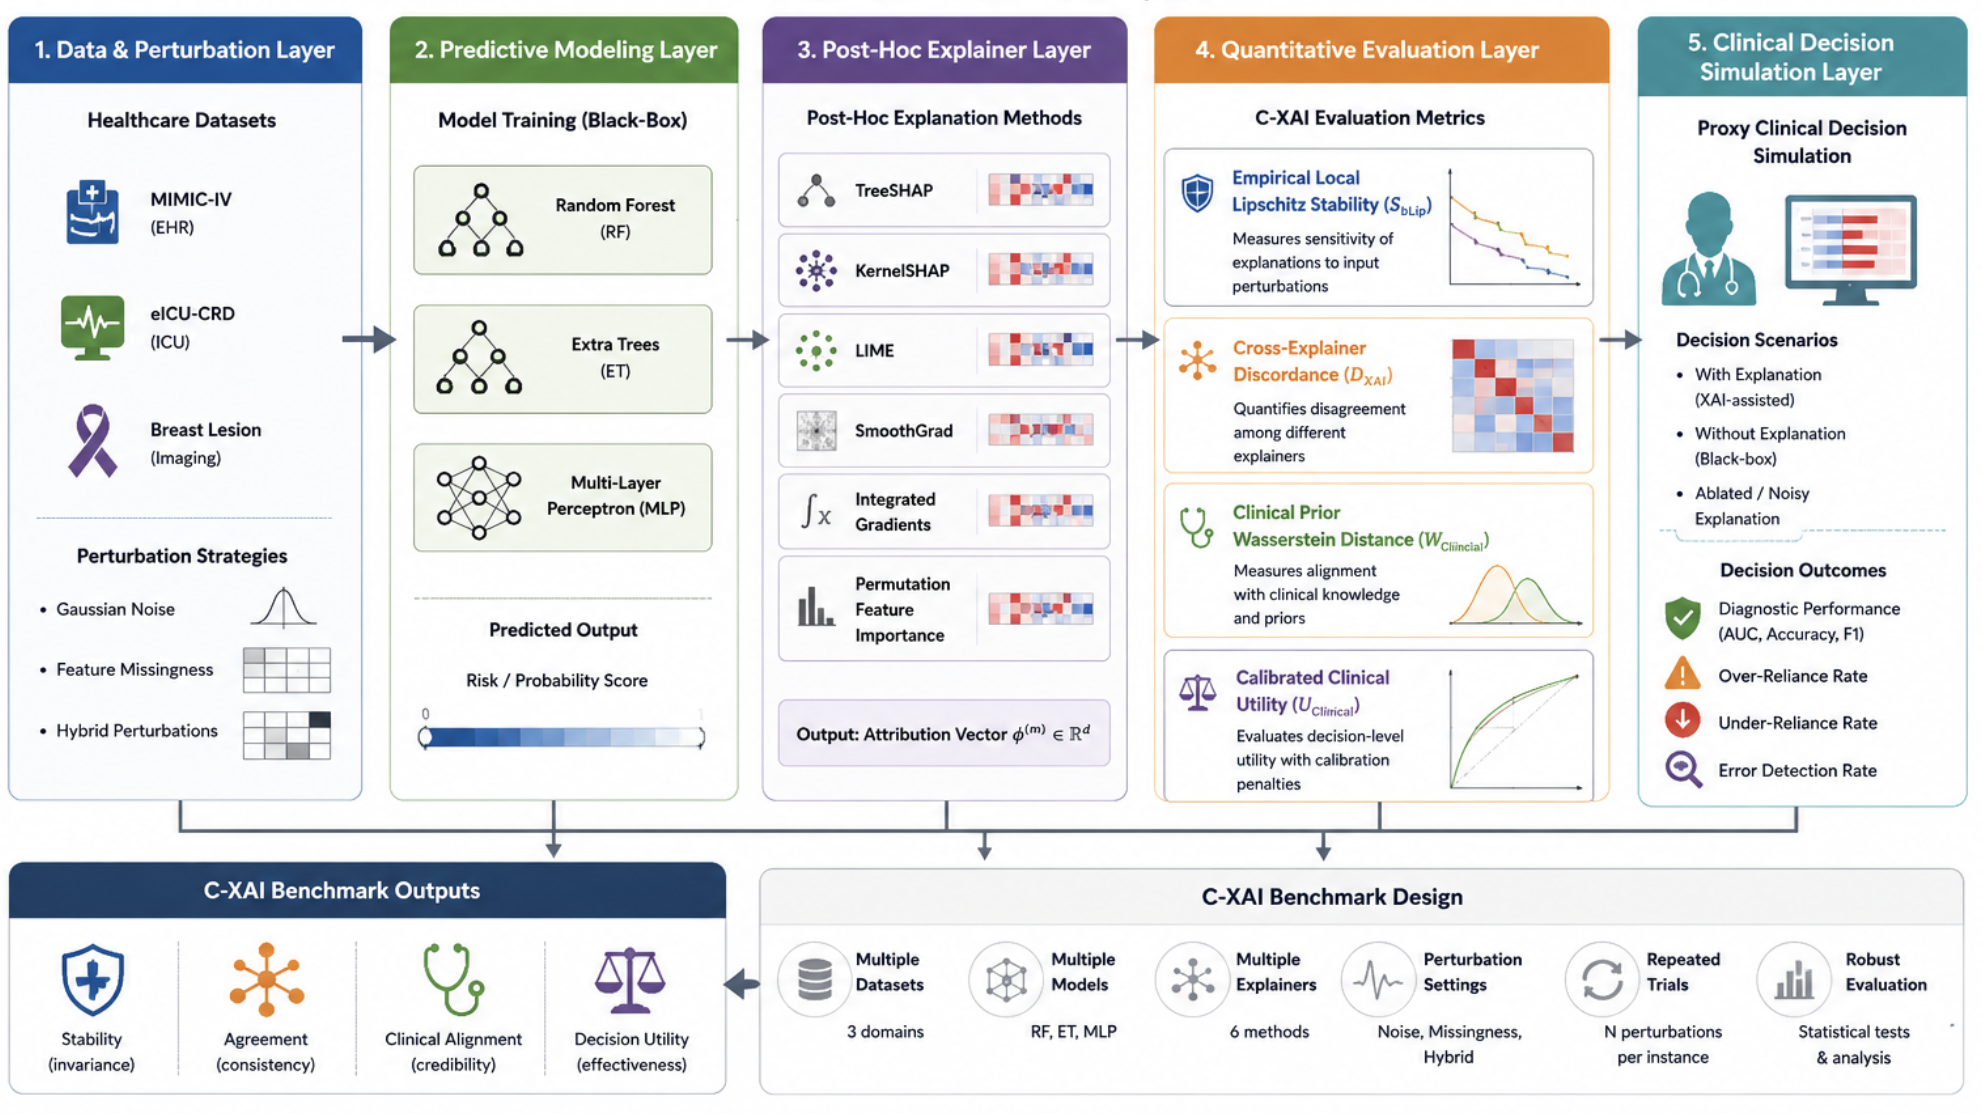 1. Data & Perturbation Layer
Healthcare Datasets
MIMIC-IV
(EHR)
eICU-CRD
(ICU)
Breast Lesion
(Imaging)
Perturbation Strategies
• Gaussian Noise
• Feature Missingness
• Hybrid Perturbations
2. Predictive Modeling Layer
Model Training (Black-Box)
Random Forest
(RF)
Extra Trees
(ET)
Multi-Layer
Perceptron (MLP)
Predicted Output
Risk / Probability Score
0 1
3. Post-Hoc Explainer Layer
Post-Hoc Explanation Methods
TreeSHAP
KernelSHAP
LIME
SmoothGrad
∫x
Integrated
Gradients
Permutation
Feature
Importance
Output: Attribution Vector ϕ⁽ᵐ⁾ ∈ ℝᵈ
4. Quantitative Evaluation Layer
C-XAI Evaluation Metrics
Empirical Local
Lipschitz Stability (S_bLip)
Measures sensitivity of
explanations to input
perturbations
Cross-Explainer
Discordance (D_XAI)
Quantifies disagreement
among different
explainers
Clinical Prior
Wasserstein Distance (W_Cliincial)
Measures alignment
with clinical knowledge
and priors
Calibrated Clinical
Utility (U_Clinical)
Evaluates decision-level
utility with calibration
penalties
5. Clinical Decision
Simulation Layer
Proxy Clinical Decision
Simulation
Decision Scenarios
• With Explanation
(XAI-assisted)
• Without Explanation
(Black-box)
• Ablated / Noisy
Explanation
Decision Outcomes
Diagnostic Performance
(AUC, Accuracy, F1)
Over-Reliance Rate
Under-Reliance Rate
Error Detection Rate
C-XAI Benchmark Outputs
Stability
(invariance)
Agreement
(consistency)
Clinical Alignment
(credibility)
Decision Utility
(effectiveness)
C-XAI Benchmark Design
Multiple
Datasets
3 domains
Multiple
Models
RF, ET, MLP
Multiple
Explainers
6 methods
Perturbation
Settings
Noise, Missingness,
Hybrid
Repeated
Trials
N perturbations
per instance
Robust
Evaluation
Statistical tests
& analysis